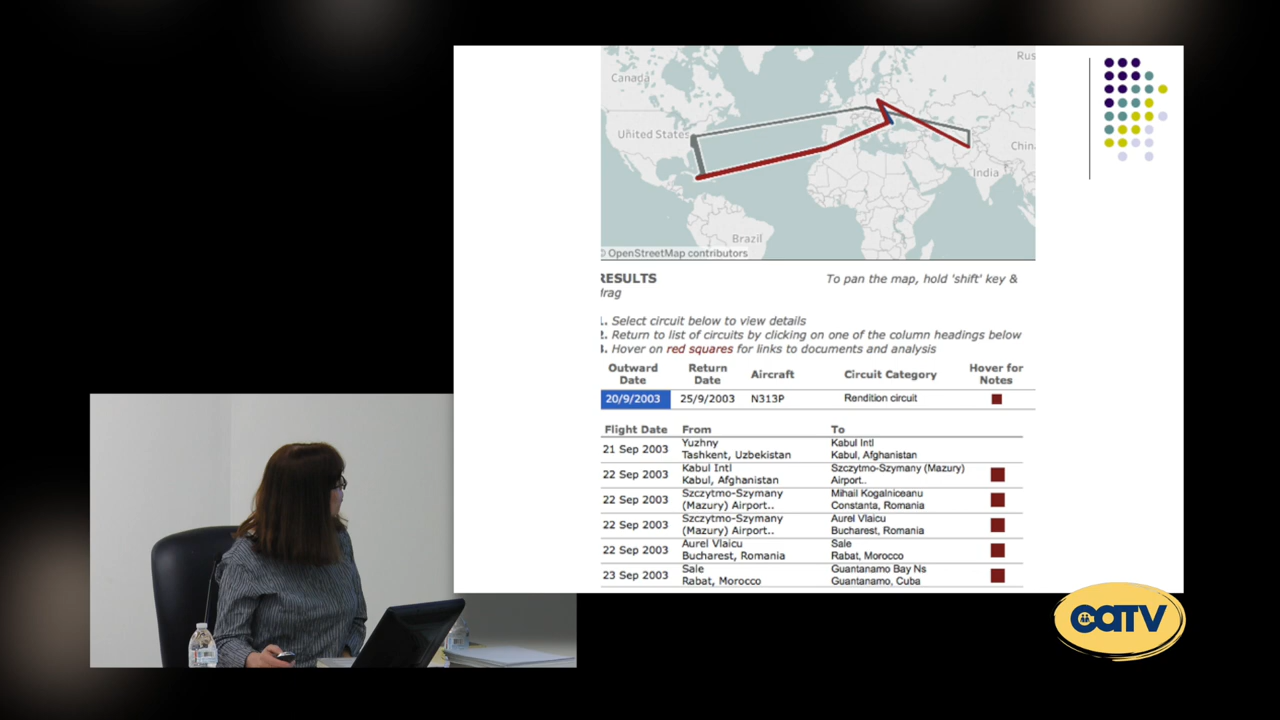 Canada
Rus
United States
Chin
India
Brazil
© OpenStreetMap contributors
RESULTS To pan the map, hold 'shift' key &
drag
1. Select circuit below to view details
2. Return to list of circuits by clicking on one of the column headings below
3. Hover on red squares for links to documents and analysis
Outward Date Return Date Aircraft Circuit Category Hover for Notes
20/9/2003 25/9/2003 N313P Rendition circuit
Flight Date From To
21 Sep 2003 Yuzhny Kabul Intl
Tashkent, Uzbekistan Kabul, Afghanistan
22 Sep 2003 Kabul Intl Szczytmo-Szymany (Mazury)
Kabul, Afghanistan Airport..
22 Sep 2003 Szczytmo-Szymany Mihail Kogalniceanu
(Mazury) Airport.. Constanta, Romania
22 Sep 2003 Szczytmo-Szymany Aurel Vlaicu
(Mazury) Airport.. Bucharest, Romania
22 Sep 2003 Aurel Vlaicu Sale
Bucharest, Romania Rabat, Morocco
23 Sep 2003 Sale Guantanamo Bay Ns
Rabat, Morocco Guantanamo, Cuba
CATV